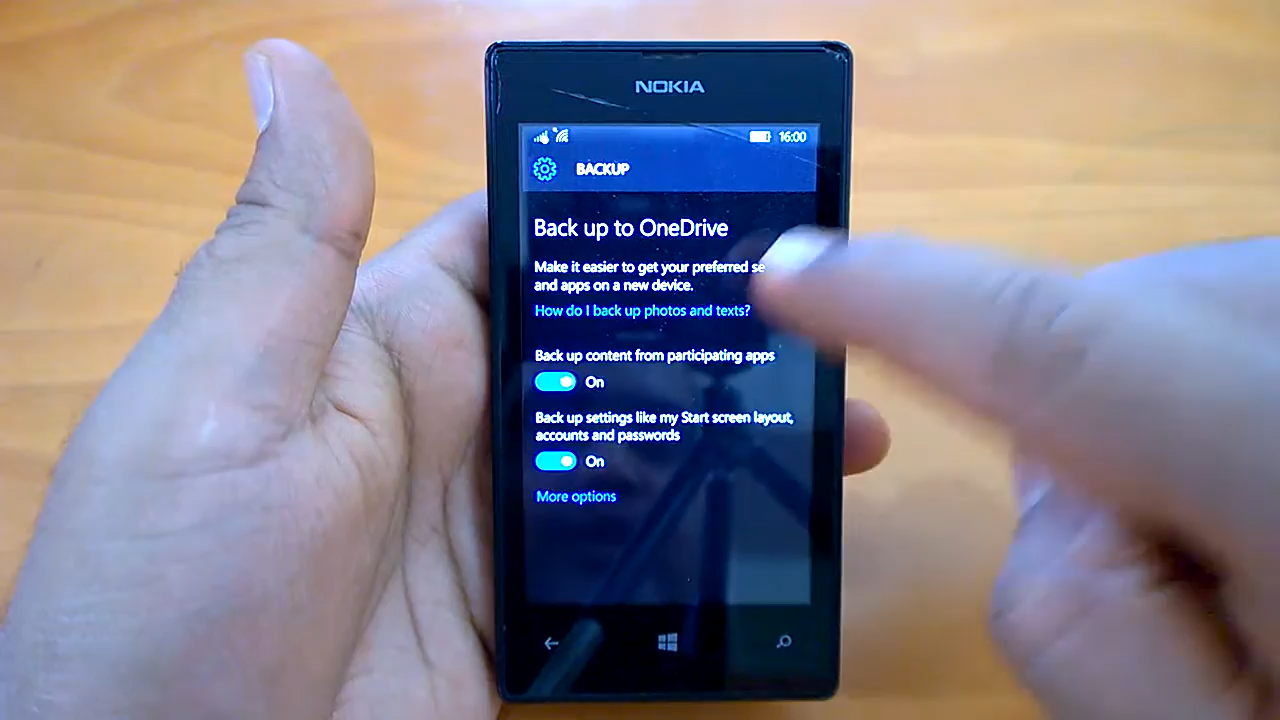 NOKIA
16:00
BACKUP
Back up to OneDrive
Make it easier to get your preferred se
and apps on a new device.
How do I back up photos and texts?
Back up content from participating apps
On
Back up settings like my Start screen layout,
accounts and passwords
On
More options